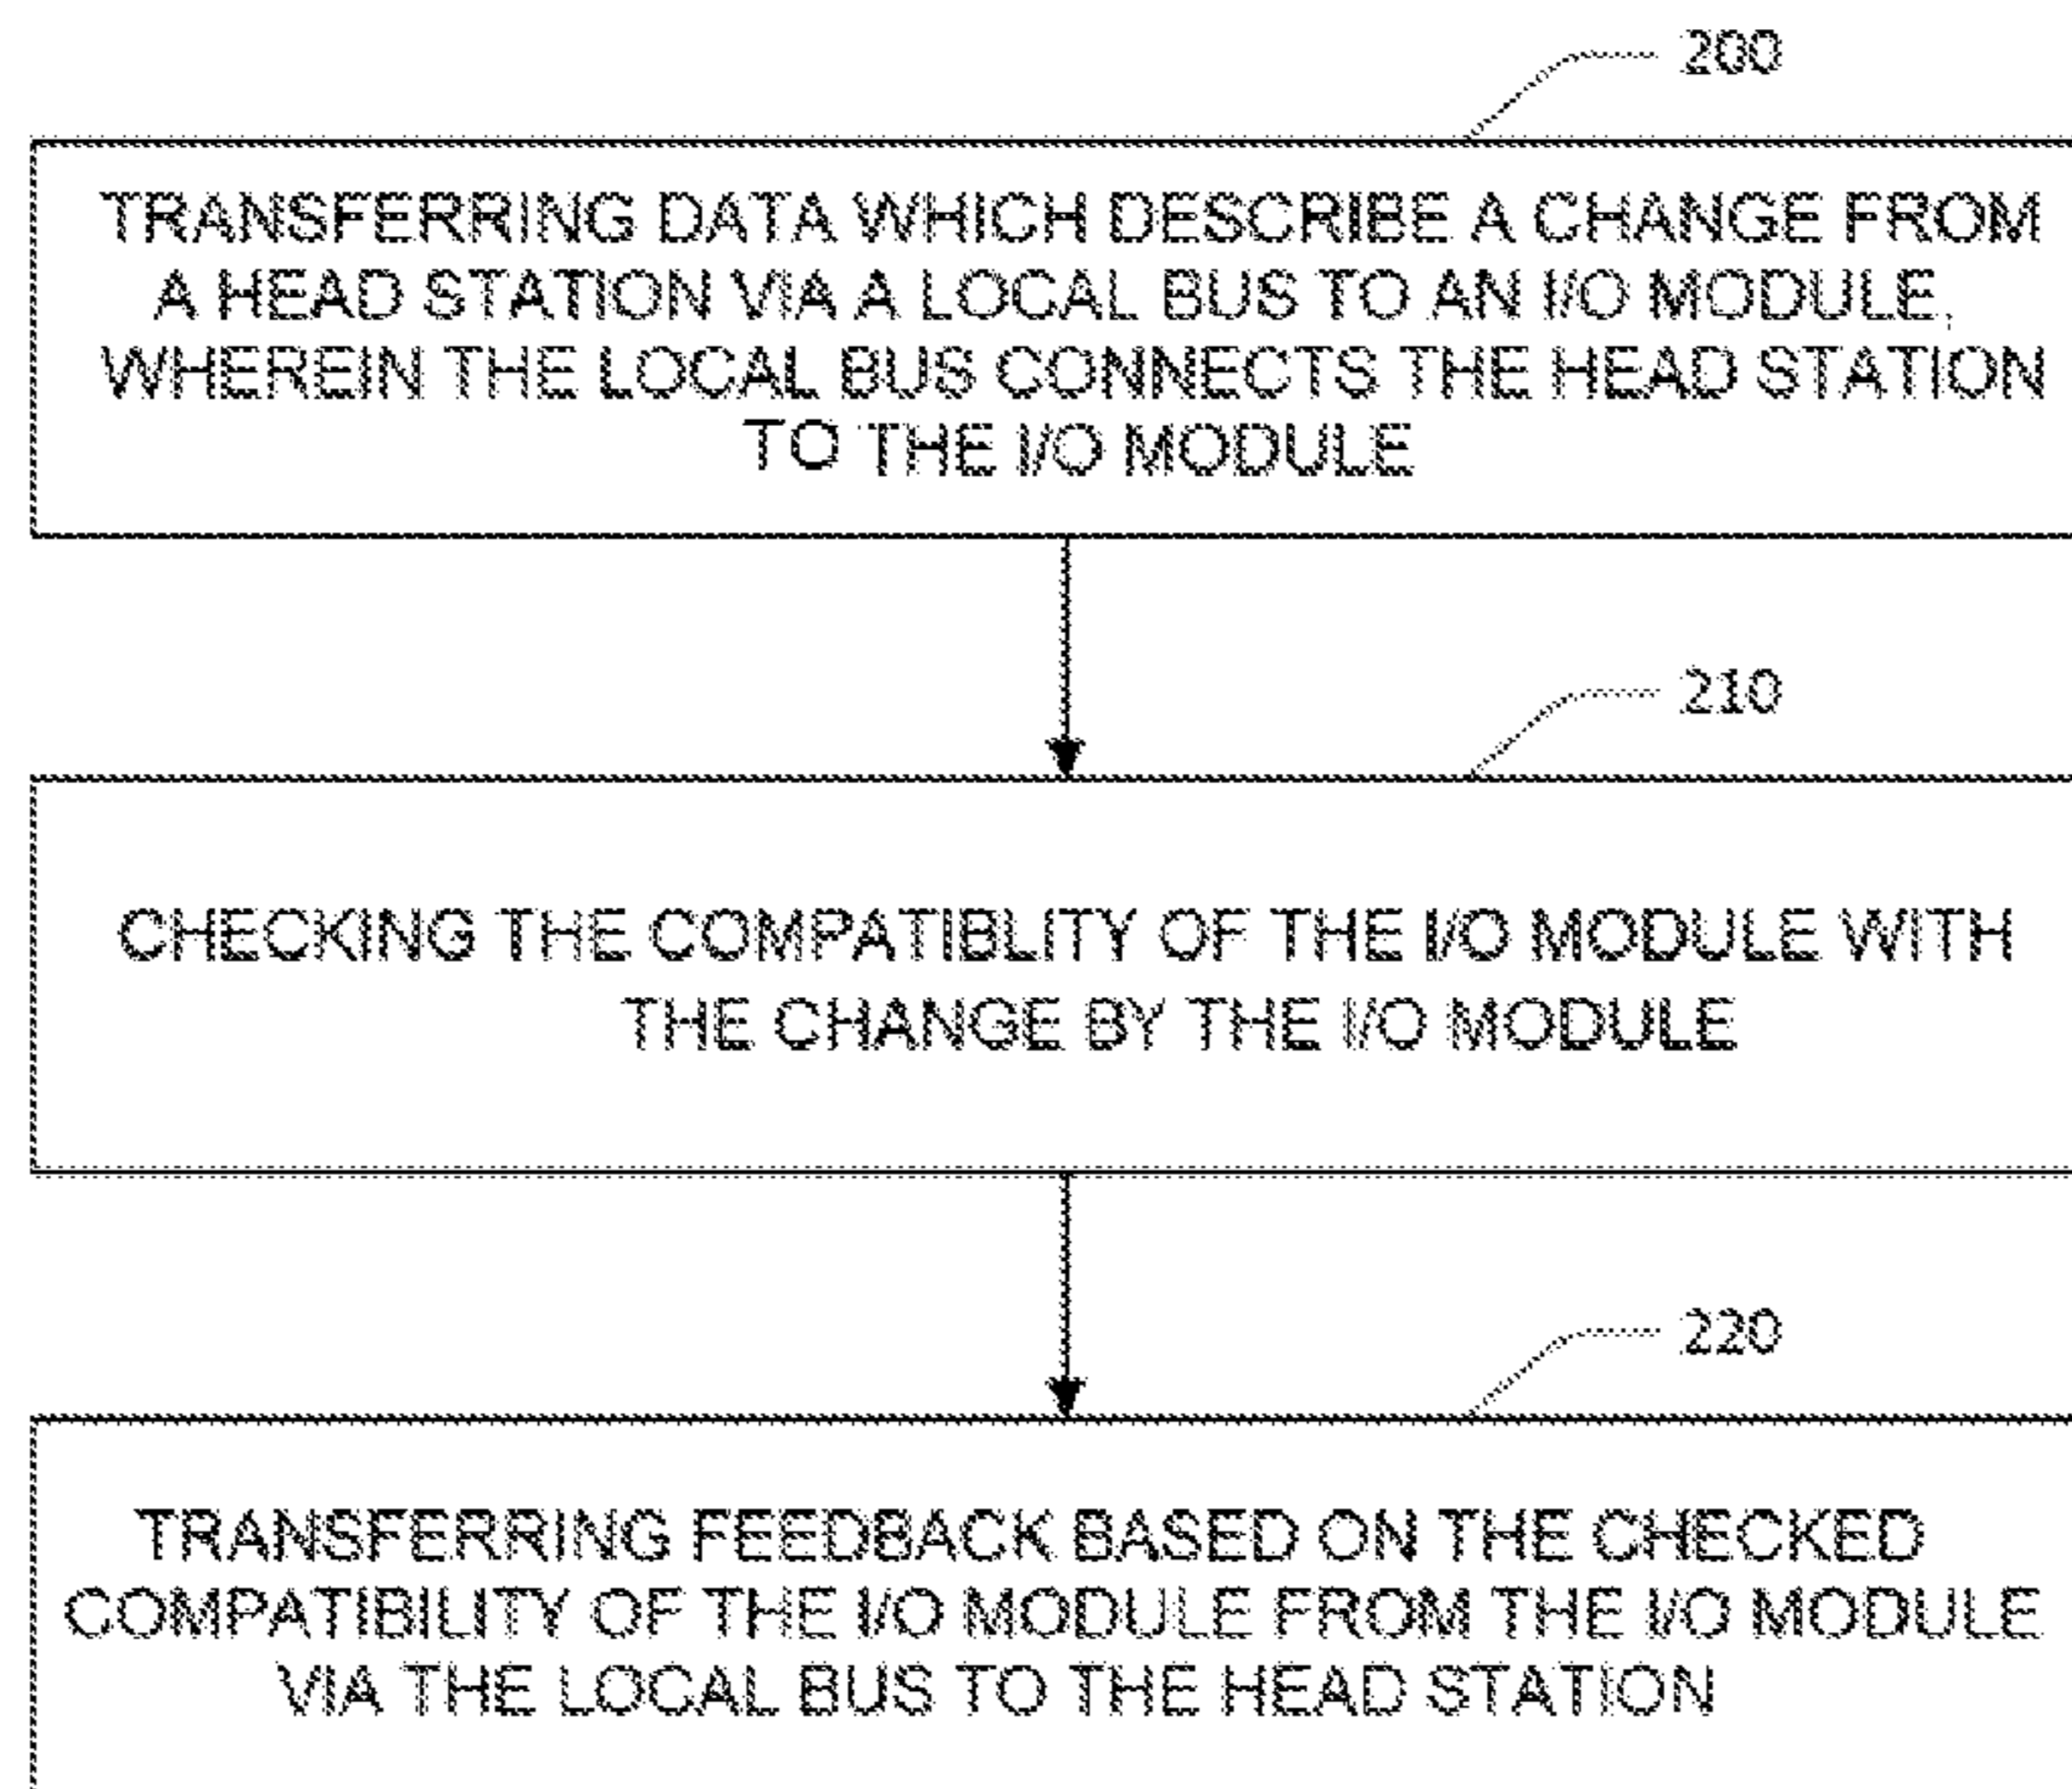 200
TRANSFERRING DATA WHICH DESCRIBE A CHANGE FROM
A HEAD STATION VIA A LOCAL BUS TO AN I/O MODULE,
WHEREIN THE LOCAL BUS CONNECTS THE HEAD STATION
TO THE I/O MODULE
210
CHECKING THE COMPATIBLITY OF THE I/O MODULE WITH
THE CHANGE BY THE I/O MODULE
220
TRANSFERRING FEEDBACK BASED ON THE CHECKED
COMPATIBILITY OF THE I/O MODULE FROM THE I/O MODULE
VIA THE LOCAL BUS TO THE HEAD STATION